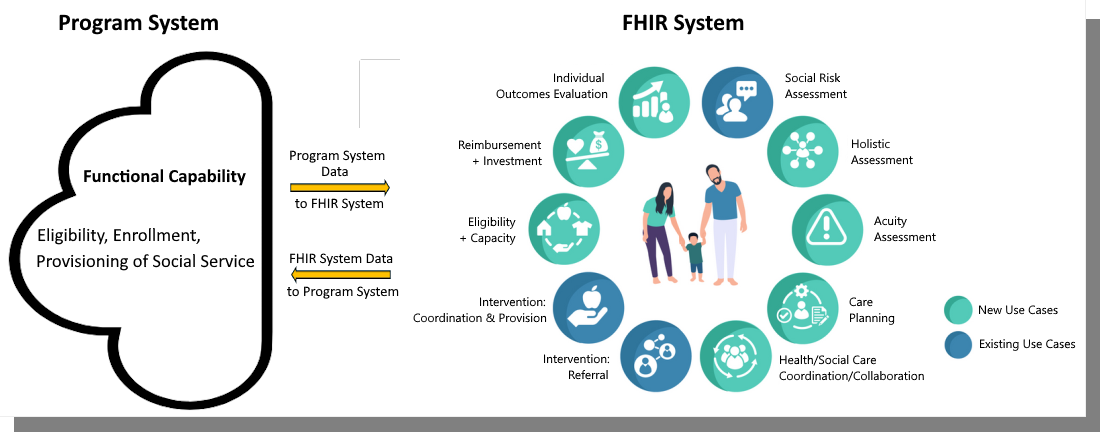 Program System
FHIR System
Functional Capability
Eligibility, Enrollment,
Provisioning of Social Service
Program System
Data
to FHIR System
FHIR System Data
to Program System
Individual
Outcomes Evaluation
Social Risk
Assessment
Reimbursement
+ Investment
$
Holistic
Assessment
Eligibility
+ Capacity
Acuity
Assessment
Intervention:
Coordination & Provision
Care
Planning
Intervention:
Referral
Health/Social Care
Coordination/Collaboration
New Use Cases
Existing Use Cases